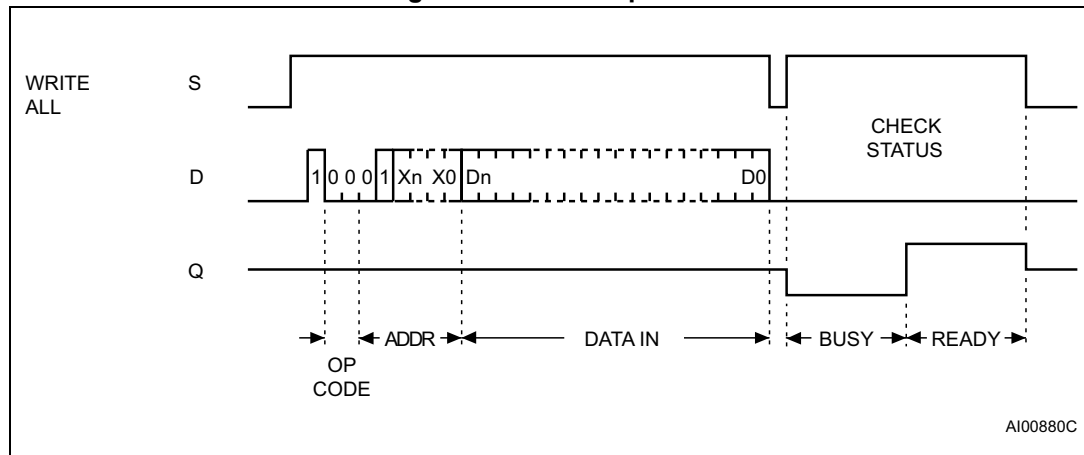 WRITE
ALL
S
CHECK
STATUS
D
1 0 0 0 1 Xn X0 Dn D0
Q
ADDR
DATA IN
BUSY
READY
OP
CODE
AI00880C